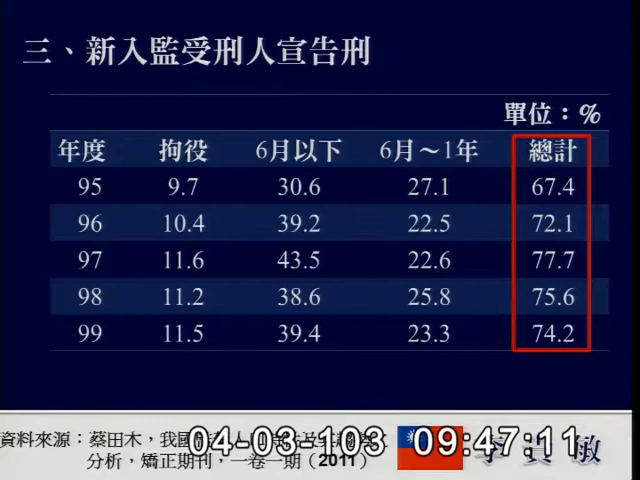 三、新入監受刑人宣告刑
單位：%
年度 拘役 6月以下 6月～1年 總計
95 9.7 30.6 27.1 67.4
96 10.4 39.2 22.5 72.1
97 11.6 43.5 22.6 77.7
98 11.2 38.6 25.8 75.6
99 11.5 39.4 23.3 74.2
資料來源：蔡田木，我國
分析，矯正期刊，一卷一期（2011）
04-03-103 09:47:11
李貴敏